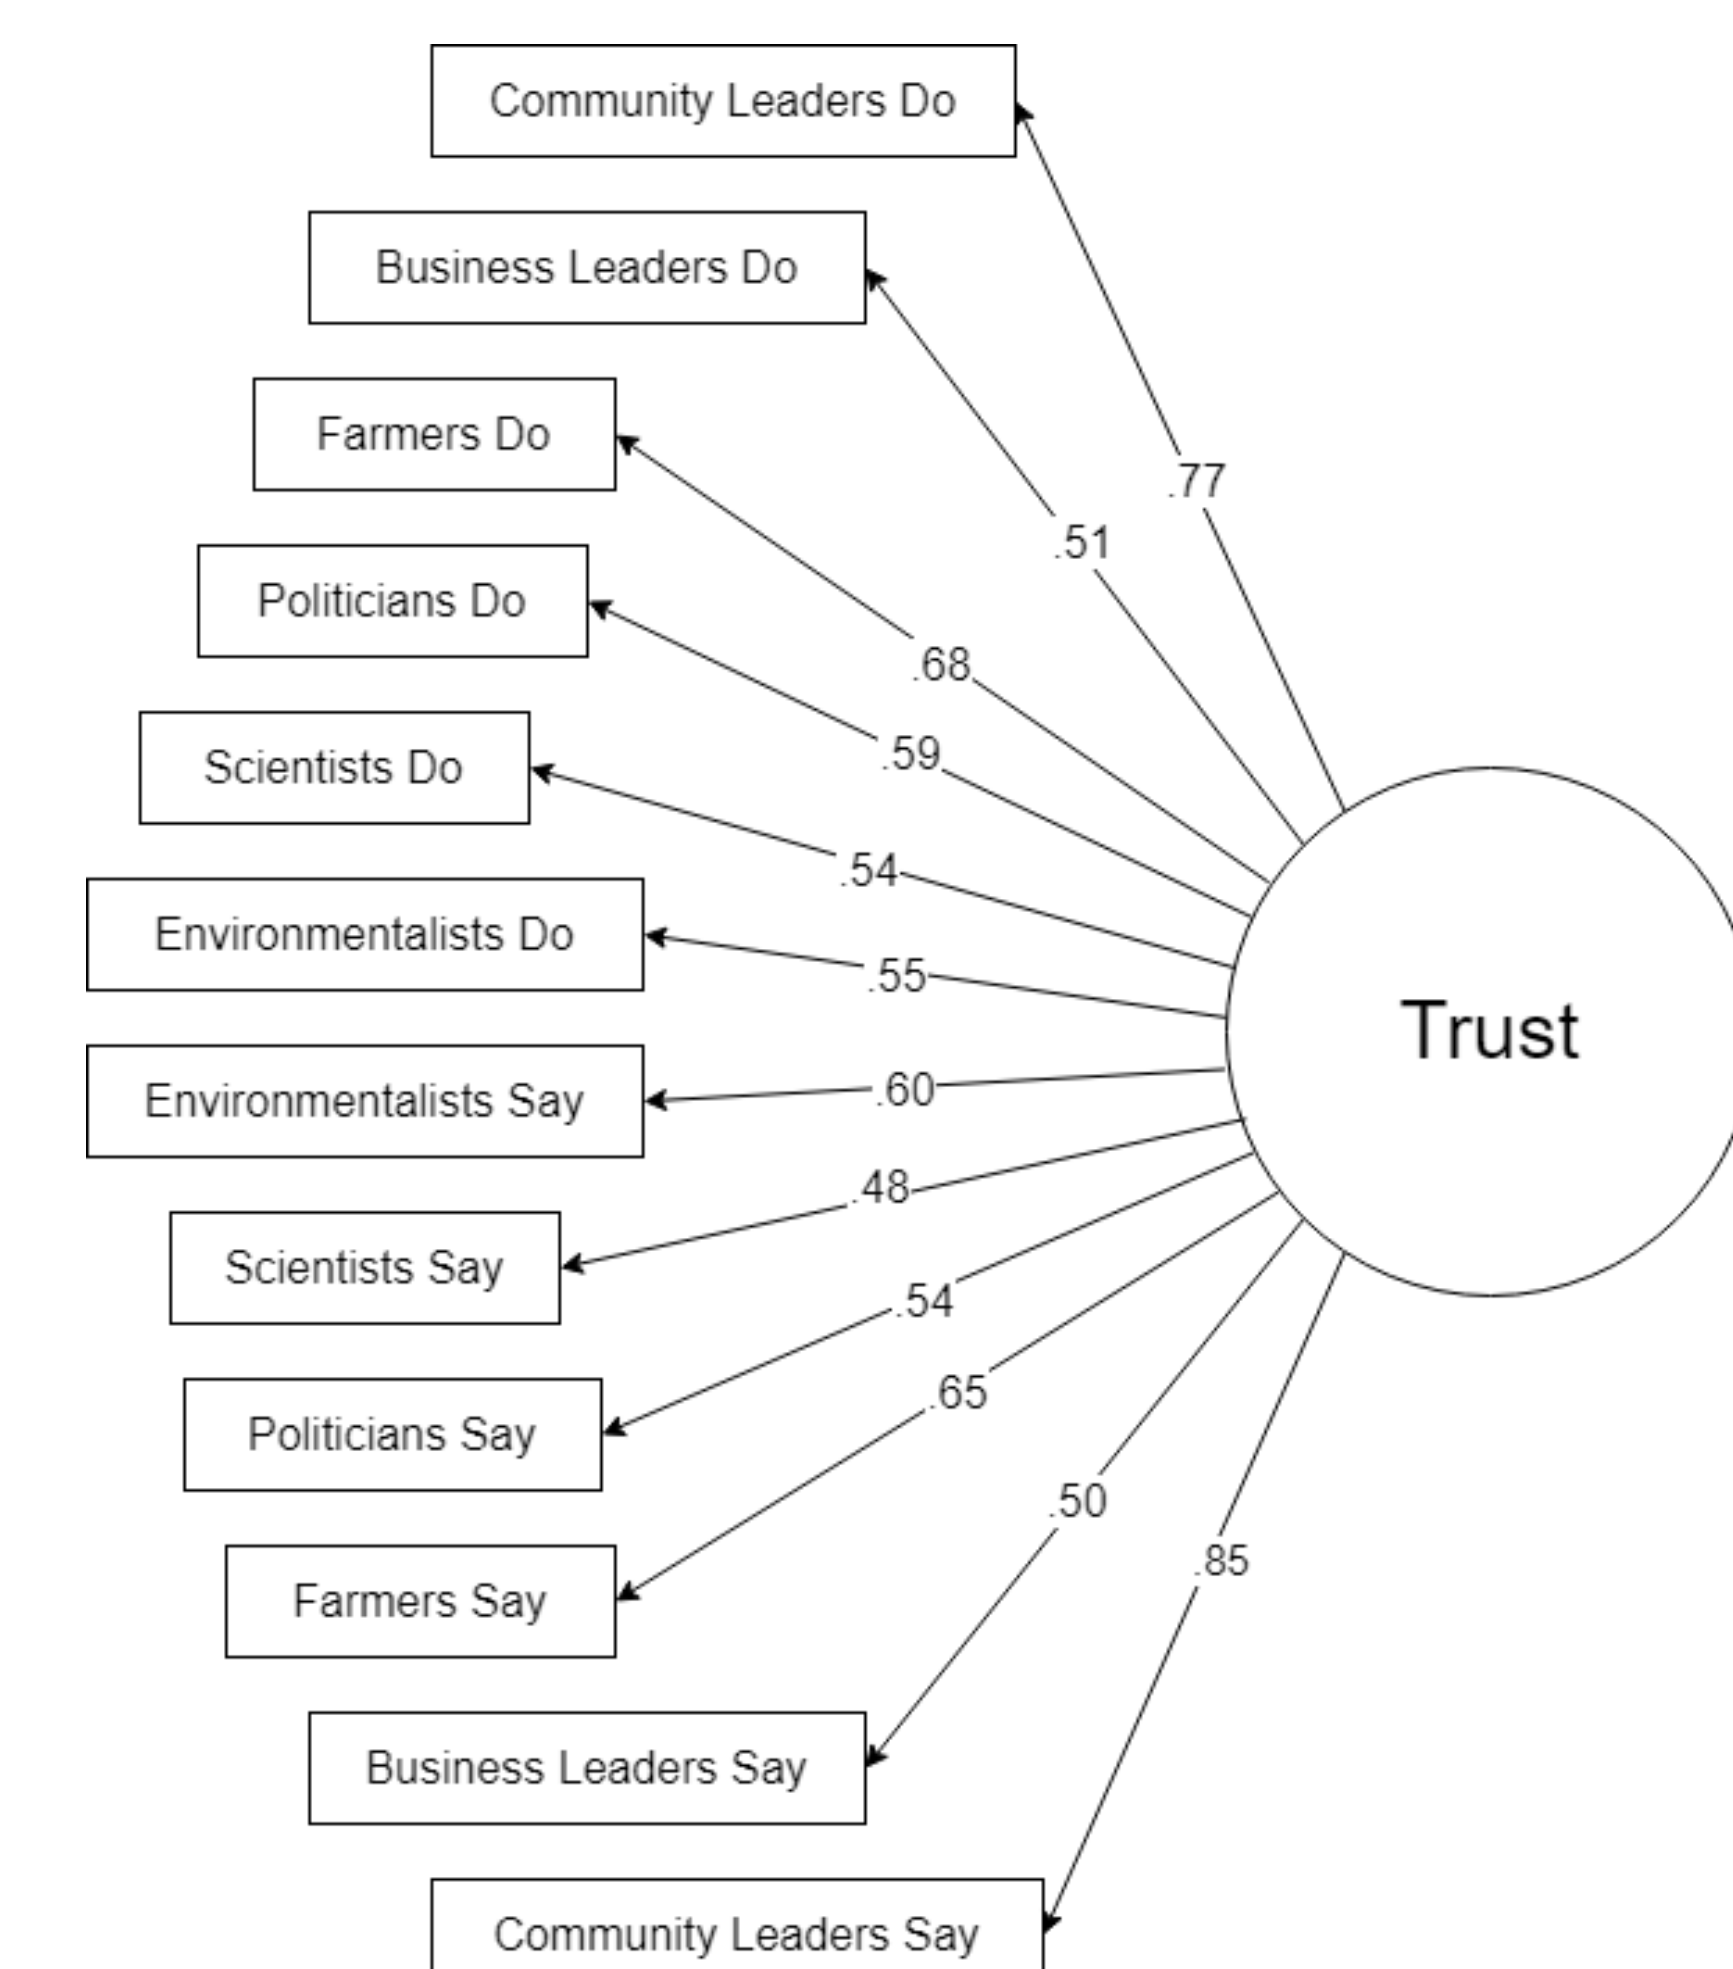 Community Leaders Do
Business Leaders Do
Farmers Do
.77
.51
Politicians Do
.68
.59
Scientists Do
.54
Environmentalists Do
.55
Trust
Environmentalists Say
.60
.48
Scientists Say
.54
.65
Politicians Say
.50
.85
Farmers Say
Business Leaders Say
Community Leaders Say